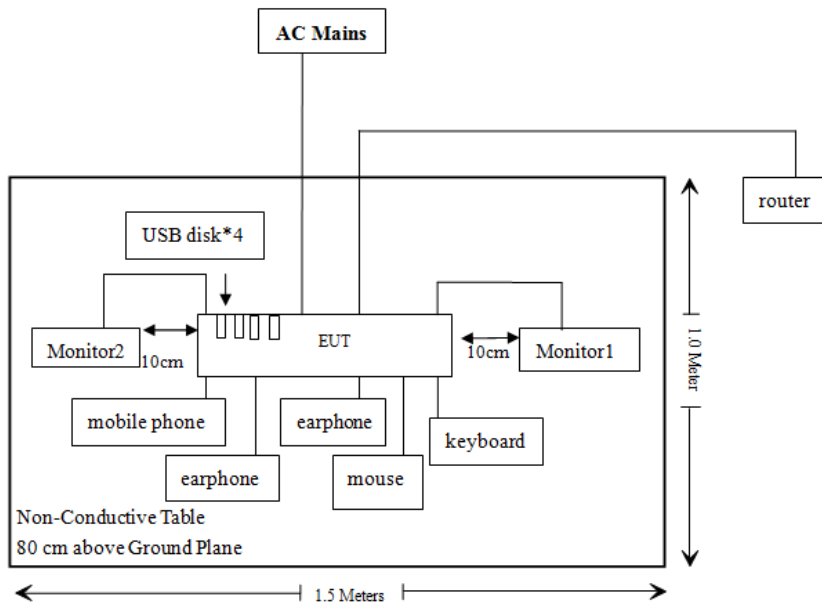 AC Mains
router
USB disk*4
EUT
Monitor2
10cm
10cm
Monitor1
mobile phone
earphone
keyboard
earphone
mouse
1.0 Meter
Non-Conductive Table
80 cm above Ground Plane
1.5 Meters